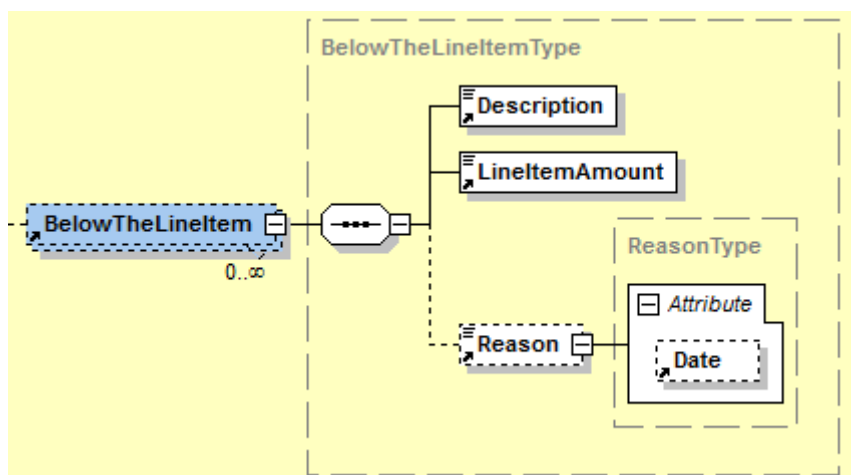 BelowTheLineItemType
Description
LineItemAmount
BelowTheLineItem
0..∞
ReasonType
Attribute
Reason
Date